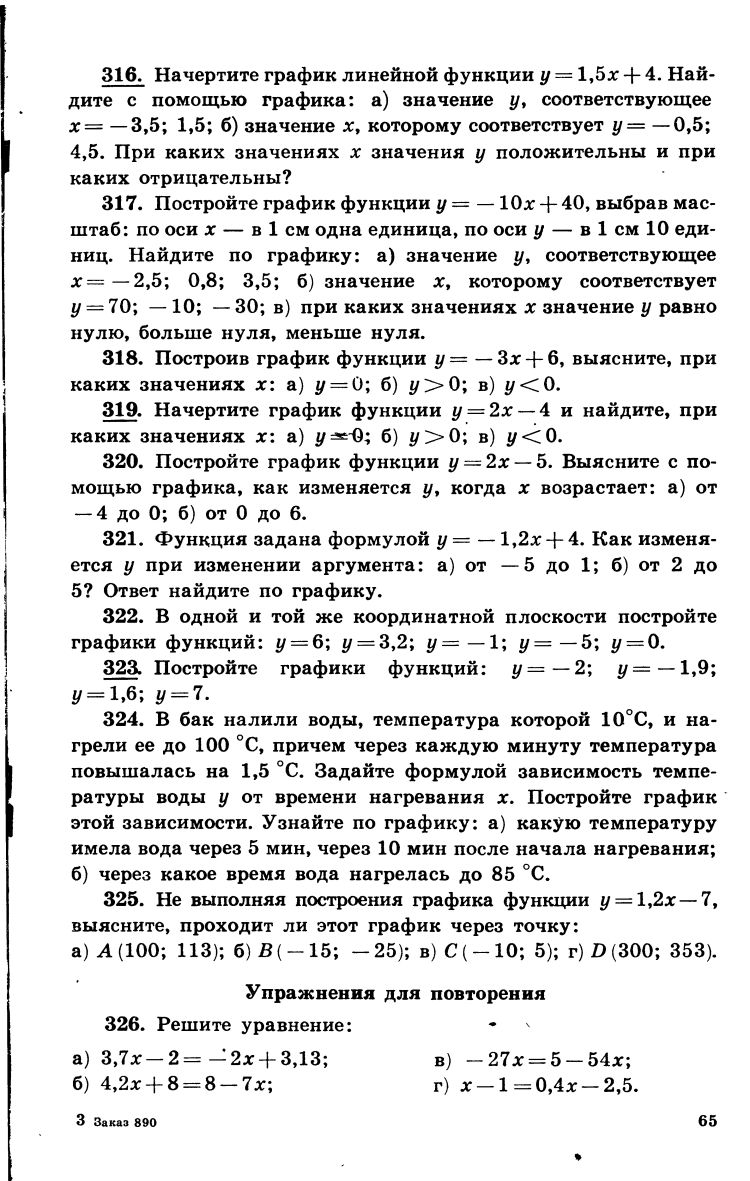 316. Начертите график линейной функции y = 1,5x + 4. Най-
дите с помощью графика: а) значение y, соответствующее
x = — 3,5; 1,5; б) значение x, которому соответствует y = — 0,5;
4,5. При каких значениях x значения y положительны и при
каких отрицательны?
317. Постройте график функции y = — 10x + 40, выбрав мас-
штаб: по оси x — в 1 см одна единица, по оси y — в 1 см 10 еди-
ниц. Найдите по графику: а) значение y, соответствующее
x = — 2,5; 0,8; 3,5; б) значение x, которому соответствует
y = 70; — 10; — 30; в) при каких значениях x значение y равно
нулю, больше нуля, меньше нуля.
318. Построив график функции y = — 3x + 6, выясните, при
каких значениях x: а) y = 0; б) y > 0; в) y < 0.
319. Начертите график функции y = 2x — 4 и найдите, при
каких значениях x: а) y = 0; б) y > 0; в) y < 0.
320. Постройте график функции y = 2x — 5. Выясните с по-
мощью графика, как изменяется y, когда x возрастает: а) от
— 4 до 0; б) от 0 до 6.
321. Функция задана формулой y = — 1,2x + 4. Как изменя-
ется y при изменении аргумента: а) от — 5 до 1; б) от 2 до
5? Ответ найдите по графику.
322. В одной и той же координатной плоскости постройте
графики функций: y = 6; y = 3,2; y = — 1; y = — 5; y = 0.
323. Постройте графики функций: y = — 2; y = — 1,9;
y = 1,6; y = 7.
324. В бак налили воды, температура которой 10°С, и на-
грели ее до 100 °С, причем через каждую минуту температура
повышалась на 1,5 °С. Задайте формулой зависимость темпе-
ратуры воды y от времени нагревания x. Постройте график
этой зависимости. Узнайте по графику: а) какую температуру
имела вода через 5 мин, через 10 мин после начала нагревания;
б) через какое время вода нагрелась до 85 °С.
325. Не выполняя построения графика функции y = 1,2x — 7,
выясните, проходит ли этот график через точку:
а) A (100; 113); б) B (— 15; — 25); в) C (— 10; 5); г) D (300; 353).
Упражнения для повторения
326. Решите уравнение:
а) 3,7x — 2 = — 2x + 3,13; в) — 27x = 5 — 54x;
б) 4,2x + 8 = 8 — 7x; г) x — 1 = 0,4x — 2,5.
3 Заказ 890 65